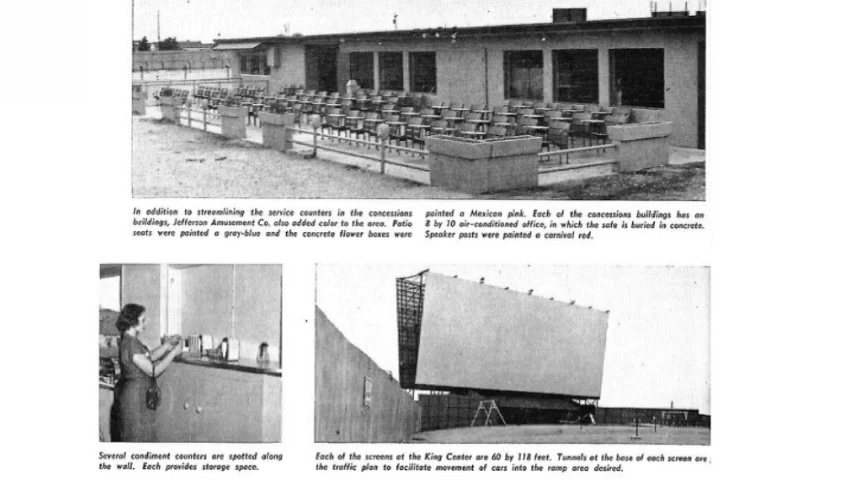 In addition to streamlining the service counters in the concessions
buildings, Jefferson Amusement Co. also added color to the area. Patio
seats were painted a gray-blue and the concrete flower boxes were
painted a Mexican pink. Each of the concessions buildings has an
8 by 10 air-conditioned office, in which the safe is buried in concrete.
Speaker posts were painted a carnival red.
Several condiment counters are spotted along
the wall. Each provides storage space.
Each of the screens at the King Center are 60 by 118 feet. Tunnels at the base of each screen are
the traffic plan to facilitate movement of cars into the ramp area desired.